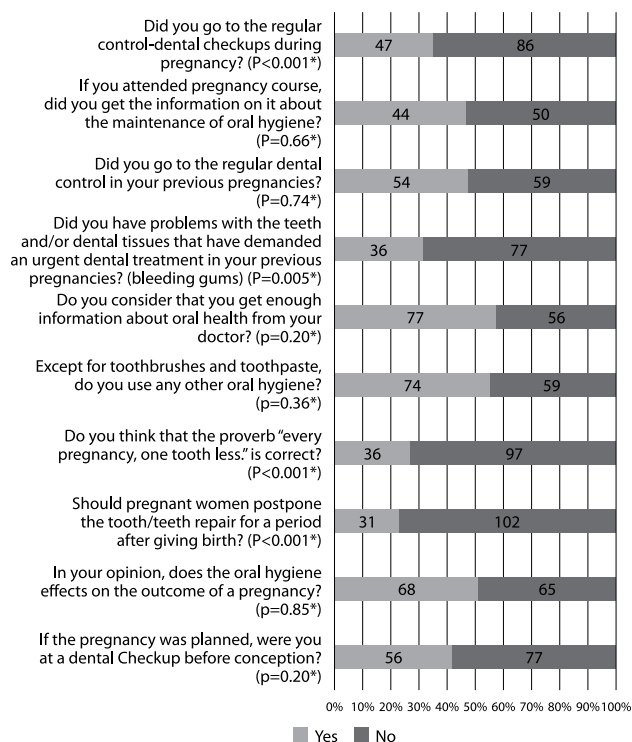 Did you go to the regular
control-dental checkups during
pregnancy? (P<0.001*)
47 86
If you attended pregnancy course,
did you get the information on it about
the maintenance of oral hygiene?
(P=0.66*)
44 50
Did you go to the regular dental
control in your previous pregnancies?
(P=0.74*)
54 59
Did you have problems with the teeth
and/or dental tissues that have demanded
an urgent dental treatment in your previous
pregnancies? (bleeding gums) (P=0.005*)
36 77
Do you consider that you get enough
information about oral health from your
doctor? (p=0.20*)
77 56
Except for toothbrushes and toothpaste,
do you use any other oral hygiene?
(p=0.36*)
74 59
Do you think that the proverb “every
pregnancy, one tooth less.” is correct?
(P<0.001*)
36 97
Should pregnant women postpone
the tooth/teeth repair for a period
after giving birth? (P<0.001*)
31 102
In your opinion, does the oral hygiene
effects on the outcome of a pregnancy?
(p=0.85*)
68 65
If the pregnancy was planned, were you
at a dental Checkup before conception?
(p=0.20*)
56 77
0% 10% 20% 30% 40% 50% 60% 70% 80% 90% 100%
Yes No